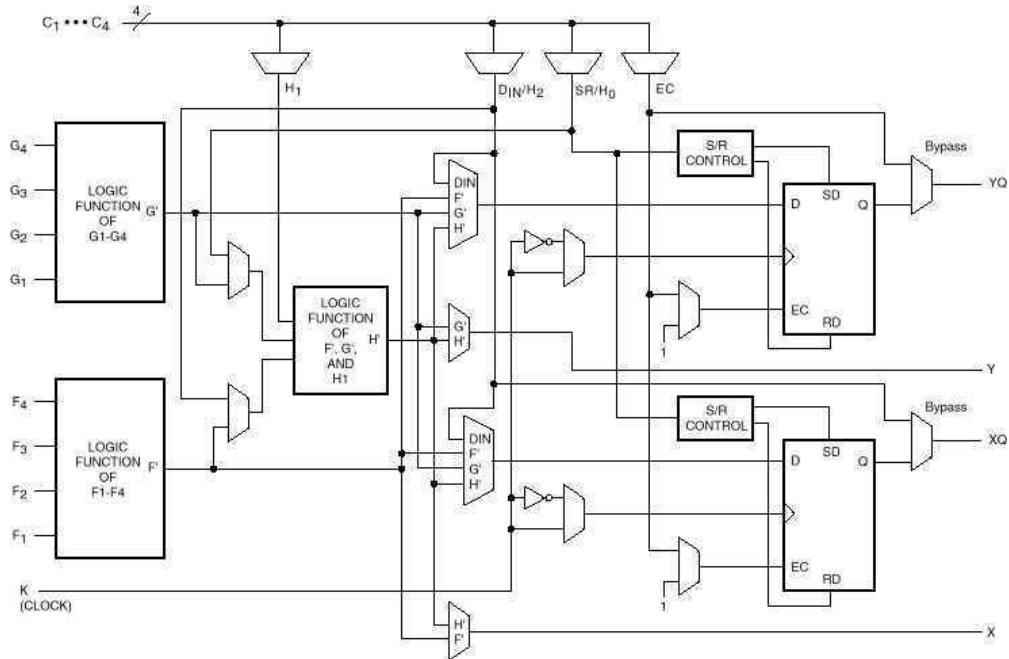 C1 ••• C4
4
H1
DIN/H2
SR/H0
EC
G4
G3
G2
G1
LOGIC
FUNCTION
OF
G1-G4
G'
S/R
CONTROL
Bypass
DIN
F'
G'
H'
D
SD
Q
EC
RD
1
YQ
LOGIC
FUNCTION
OF
F', G',
AND
H1
H'
G'
H'
Y
F4
F3
F2
F1
LOGIC
FUNCTION
OF
F1-F4
F'
S/R
CONTROL
Bypass
DIN
F'
G'
H'
D
SD
Q
EC
RD
1
XQ
K
(CLOCK)
H'
F'
X